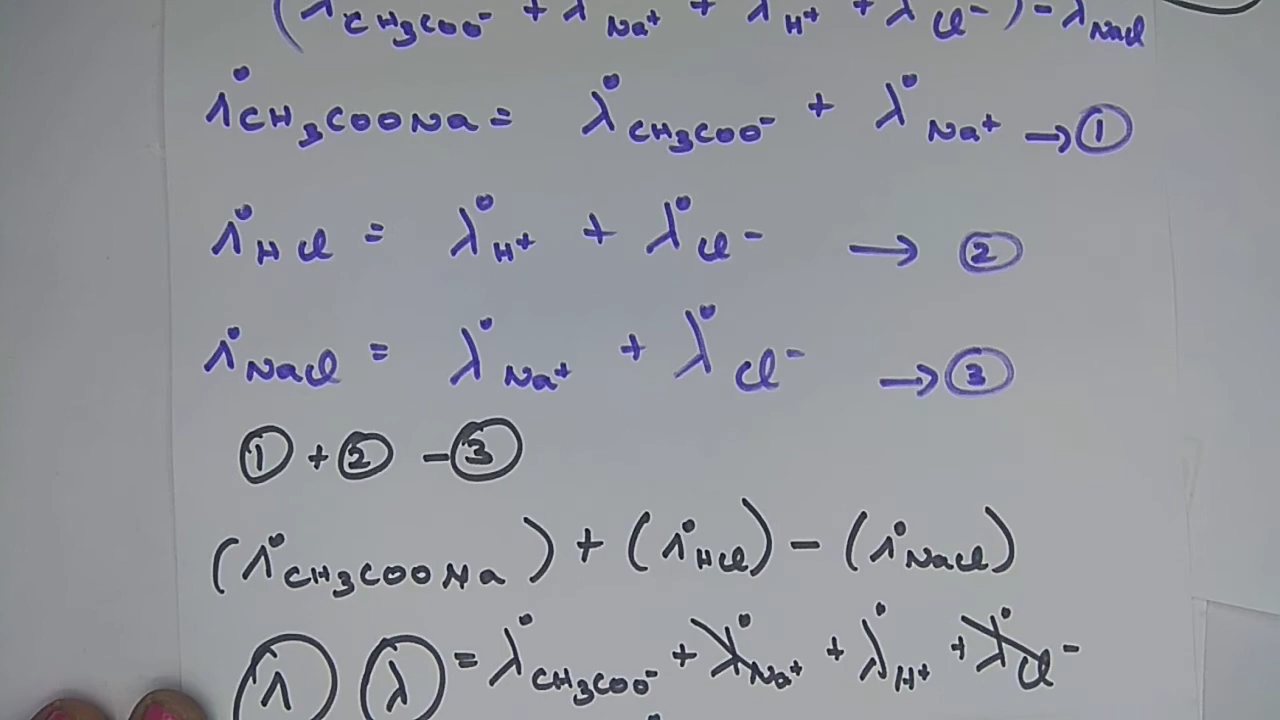 (λ°CH₃COO⁻ + λ Na⁺ + λ H⁺ + λ Cl⁻) - λ NaCl
Λ°CH₃COONa = λ°CH₃COO⁻ + λ°Na⁺ → ①
Λ°HCl = λ°H⁺ + λ°Cl⁻ → ②
Λ°NaCl = λ°Na⁺ + λ°Cl⁻ → ③
① + ② - ③
(Λ°CH₃COONa) + (Λ°HCl) - (Λ°NaCl)
Λ λ = λ°CH₃COO⁻ + λ°Na⁺ + λ°H⁺ + λ°Cl⁻